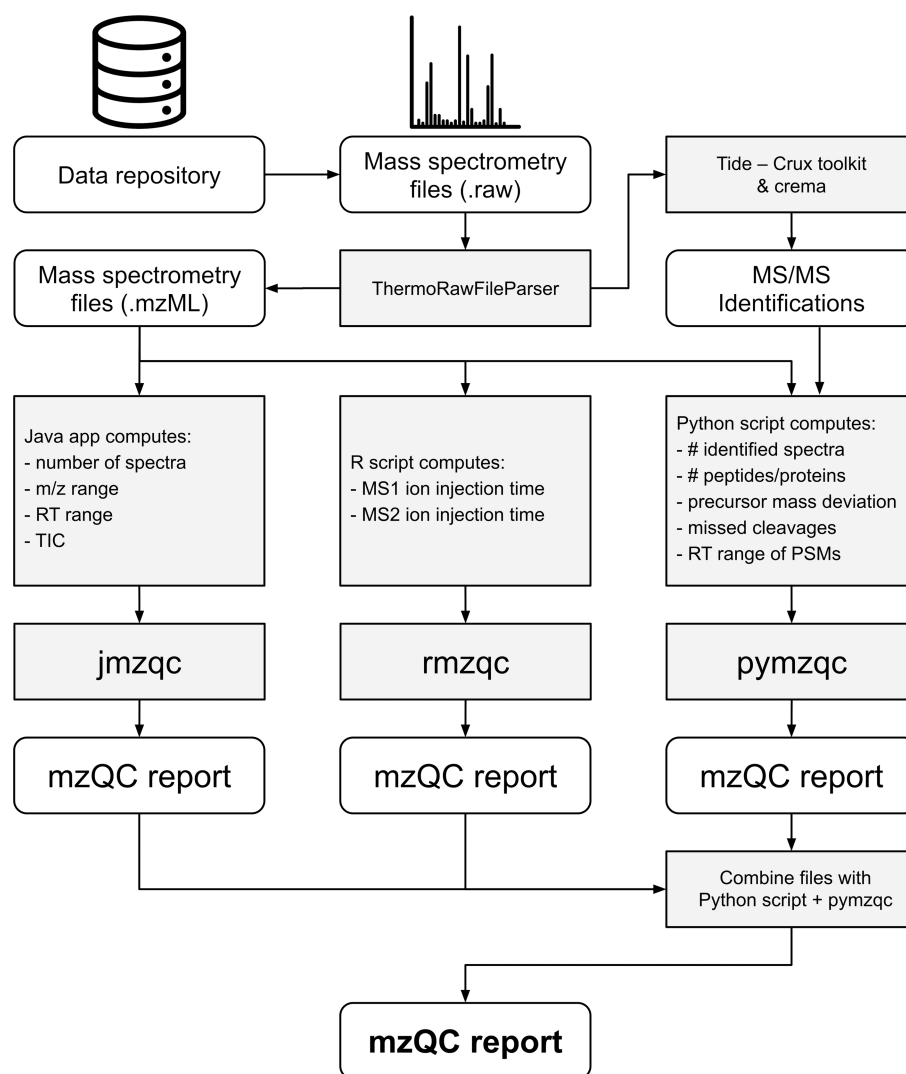 Data repository
Mass spectrometry
files (.raw)
Tide – Crux toolkit
& crema
Mass spectrometry
files (.mzML)
ThermoRawFileParser
MS/MS
Identifications
Java app computes:
- number of spectra
- m/z range
- RT range
- TIC
R script computes:
- MS1 ion injection time
- MS2 ion injection time
Python script computes:
- # identified spectra
- # peptides/proteins
- precursor mass deviation
- missed cleavages
- RT range of PSMs
jmzqc
rmzqc
pymzqc
mzQC report
mzQC report
mzQC report
Combine files with
Python script + pymzqc
mzQC report